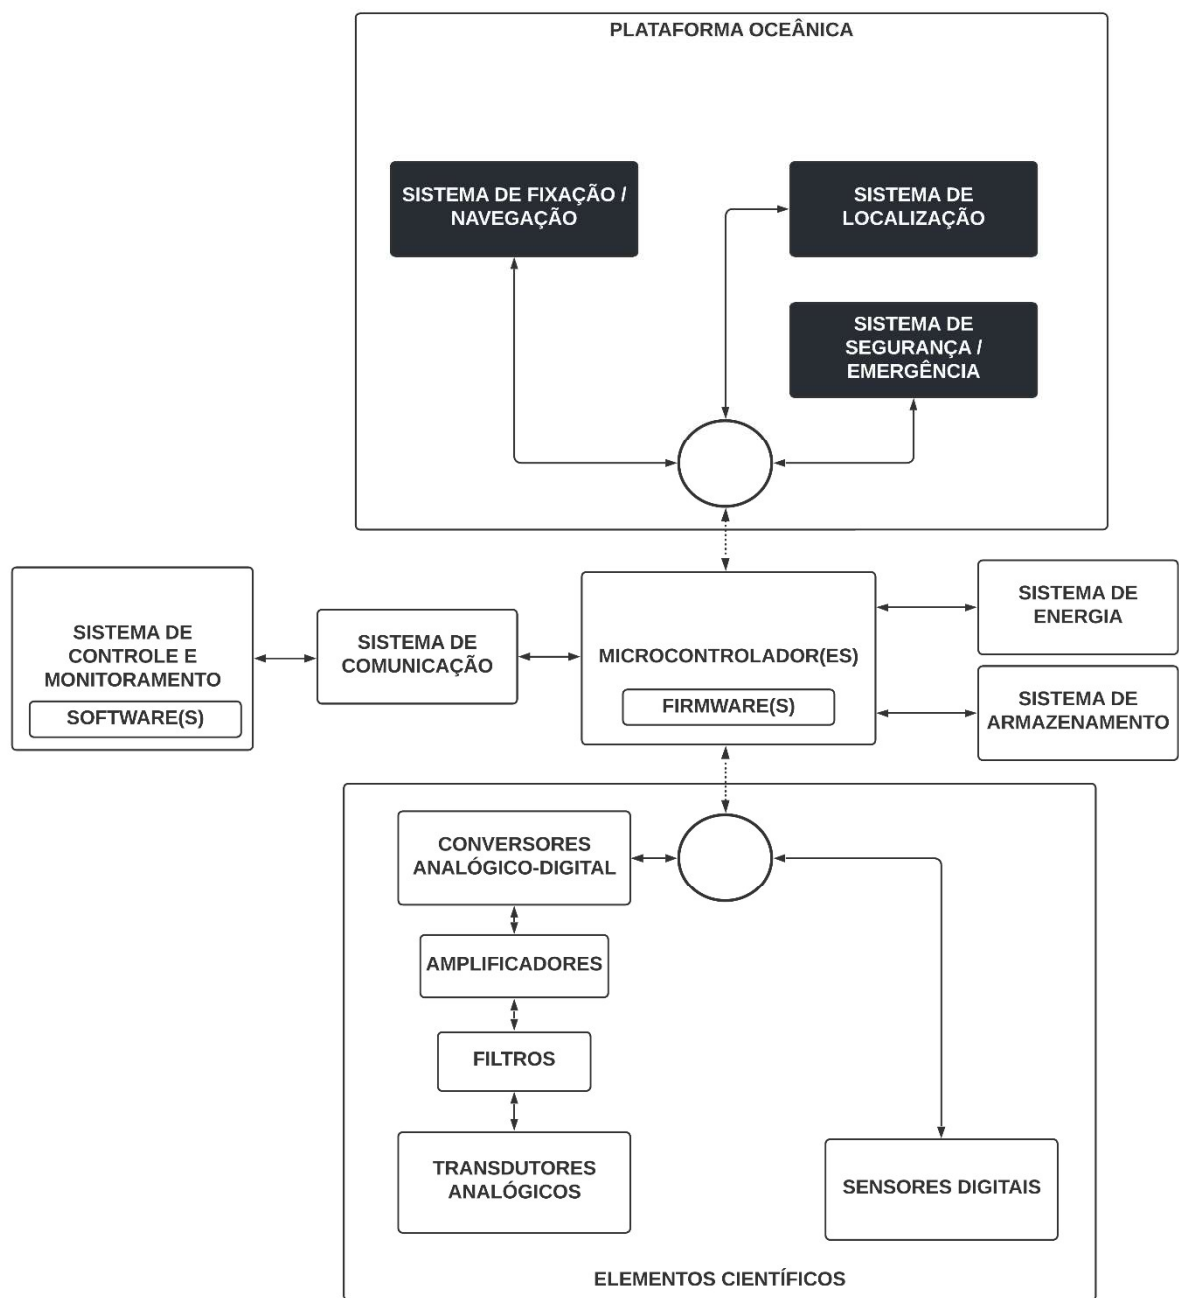 PLATAFORMA OCEÂNICA
SISTEMA DE FIXAÇÃO /
NAVEGAÇÃO
SISTEMA DE
LOCALIZAÇÃO
SISTEMA DE
SEGURANÇA /
EMERGÊNCIA
SISTEMA DE
CONTROLE E
MONITORAMENTO
SOFTWARE(S)
SISTEMA DE
COMUNICAÇÃO
MICROCONTROLADOR(ES)
FIRMWARE(S)
SISTEMA DE
ENERGIA
SISTEMA DE
ARMAZENAMENTO
CONVERSORES
ANALÓGICO-DIGITAL
AMPLIFICADORES
FILTROS
TRANSDUTORES
ANALÓGICOS
SENSORES DIGITAIS
ELEMENTOS CIENTÍFICOS